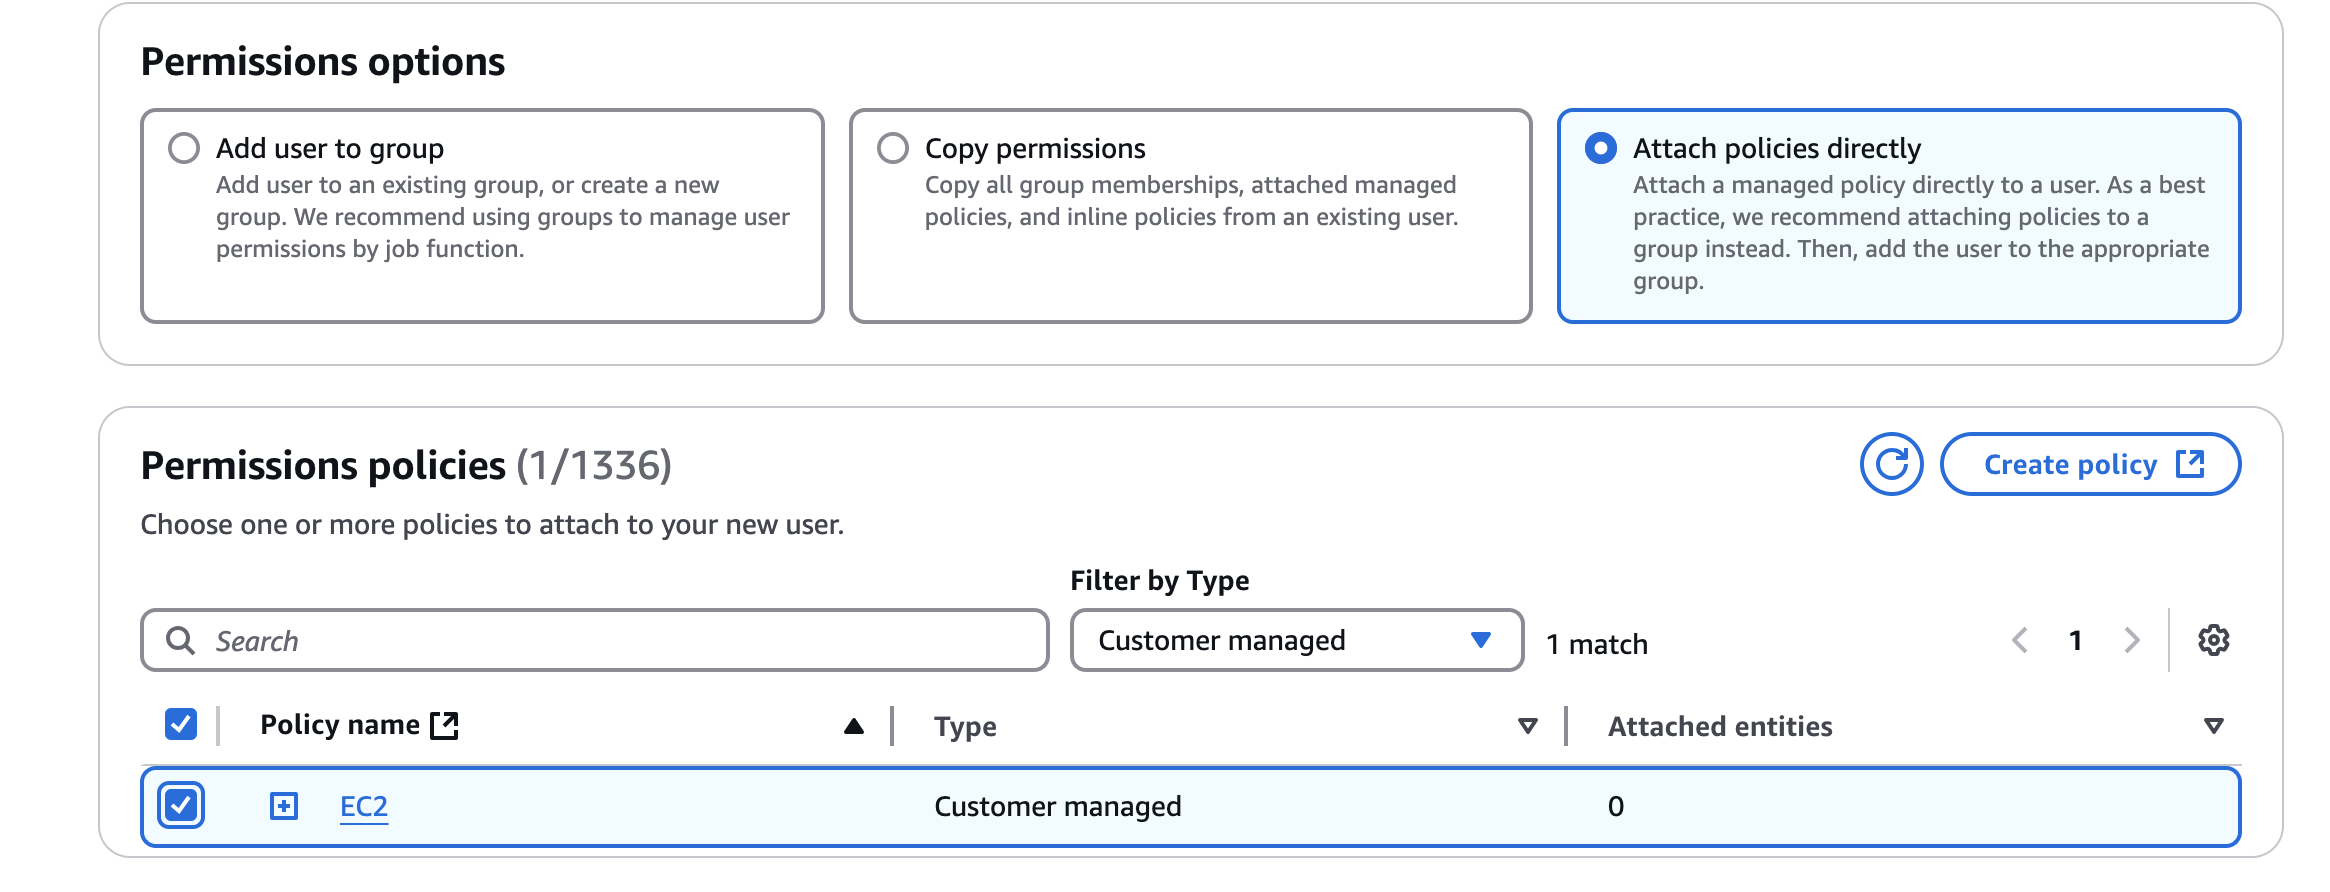 Permissions options
Add user to group
Add user to an existing group, or create a new
group. We recommend using groups to manage user
permissions by job function.
Copy permissions
Copy all group memberships, attached managed
policies, and inline policies from an existing user.
Attach policies directly
Attach a managed policy directly to a user. As a best
practice, we recommend attaching policies to a
group instead. Then, add the user to the appropriate
group.
Permissions policies (1/1336)
Create policy
Choose one or more policies to attach to your new user.
Filter by Type
Search
Customer managed
1 match
1
Policy name
Type
Attached entities
EC2
Customer managed
0